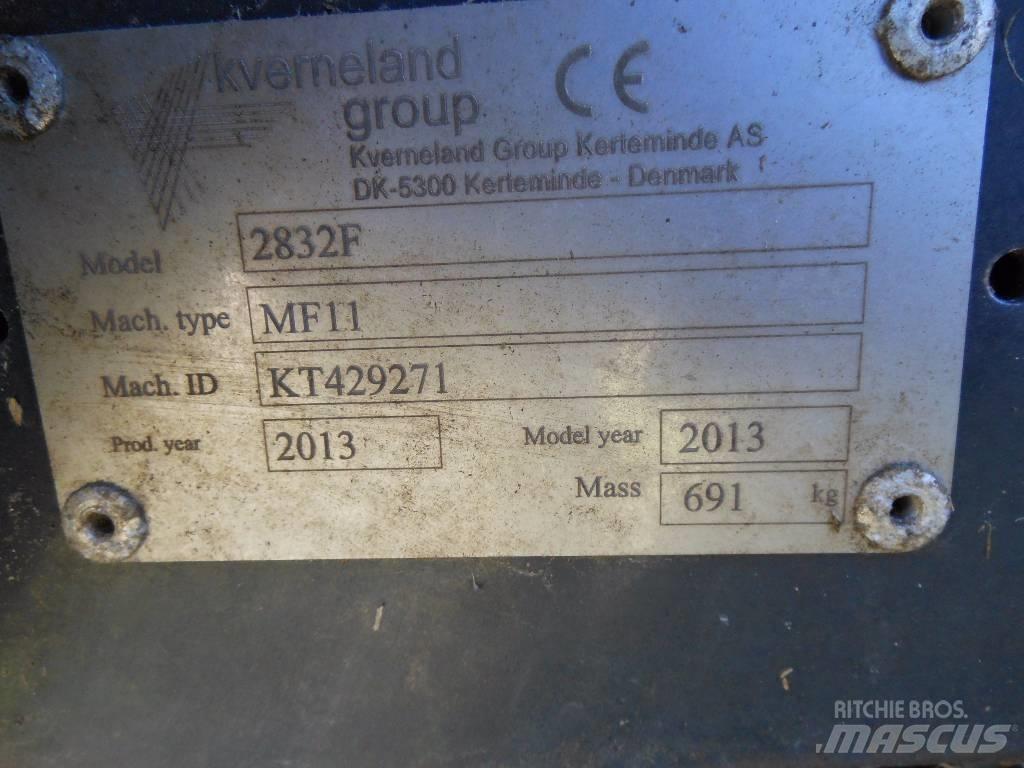 kverneland
group
CE
Kverneland Group Kerteminde AS
DK-5300 Kerteminde - Denmark
Model 2832F
Mach. type MF11
Mach. ID KT429271
Prod. year 2013 Model year 2013
Mass 691 kg
RITCHIE BROS.
MASCUS